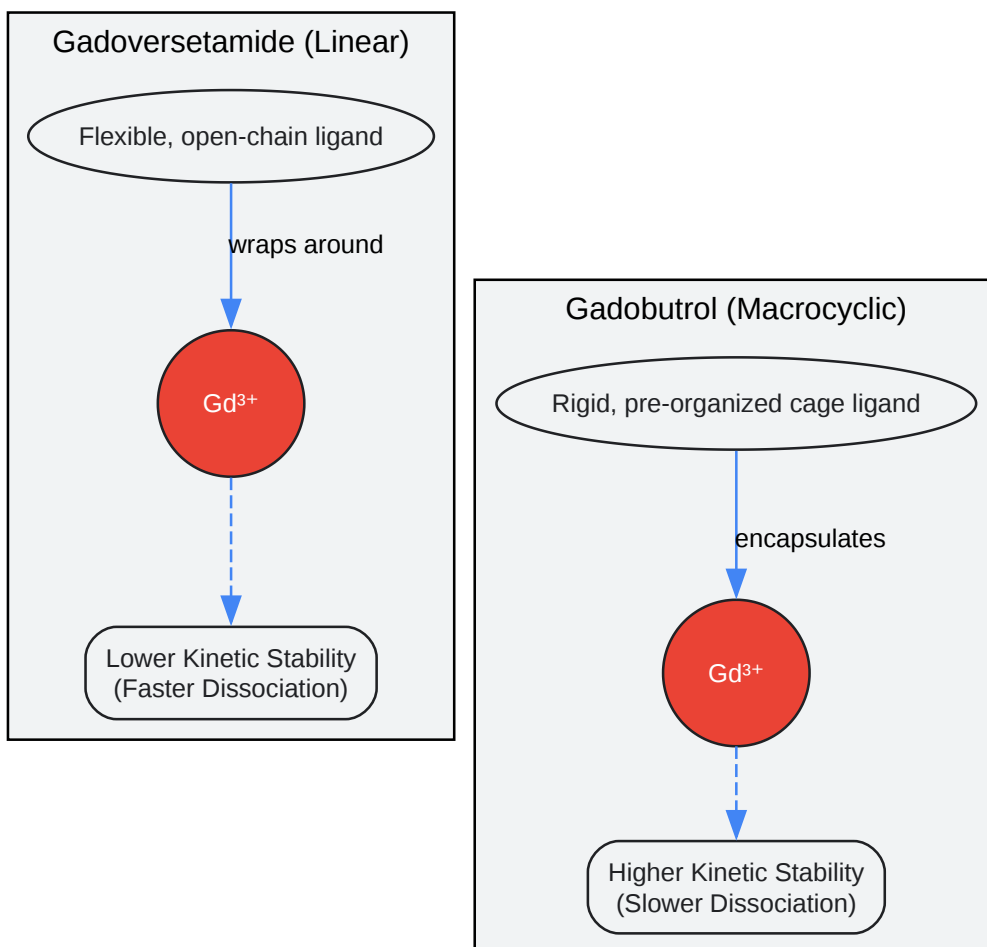 Gadoversetamide (Linear)
Flexible, open-chain ligand
wraps around
Gd³⁺
Lower Kinetic Stability
(Faster Dissociation)
Gadobutrol (Macrocyclic)
Rigid, pre-organized cage ligand
encapsulates
Gd³⁺
Higher Kinetic Stability
(Slower Dissociation)